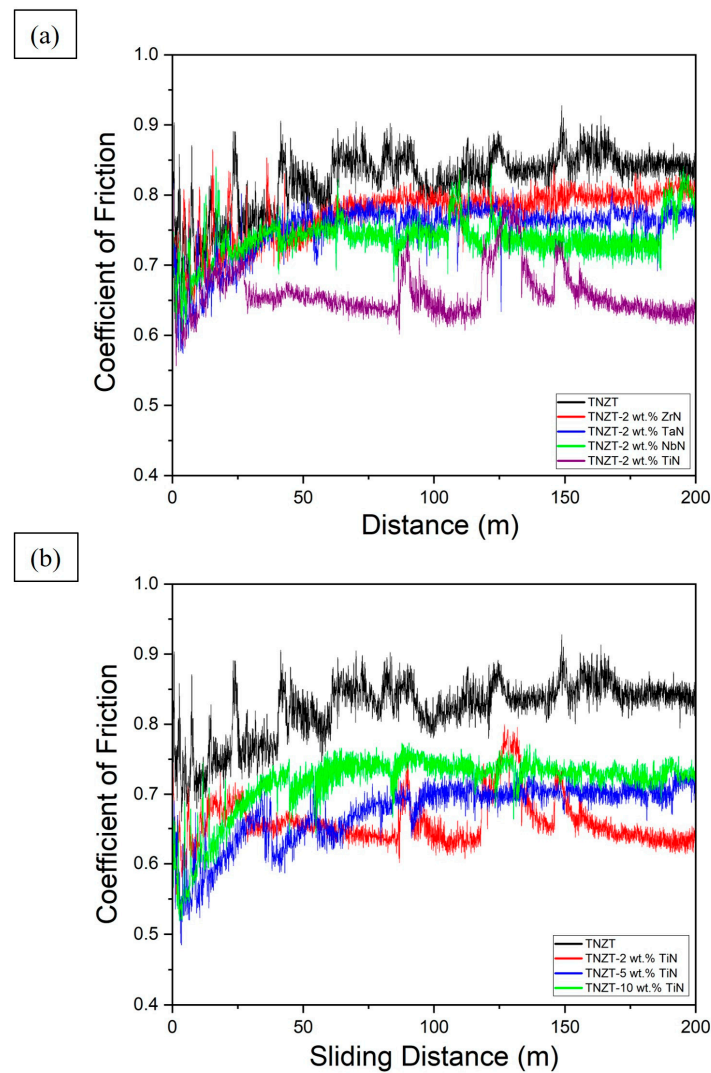 (a)
1.0
0.9
0.8
0.7
0.6
0.5
0.4
Coefficient of Friction
TNZT
TNZT-2 wt.% ZrN
TNZT-2 wt.% TaN
TNZT-2 wt.% NbN
TNZT-2 wt.% TiN
0 50 100 150 200
Distance (m)
(b)
1.0
0.9
0.8
0.7
0.6
0.5
0.4
Coefficient of Friction
TNZT
TNZT-2 wt.% TiN
TNZT-5 wt.% TiN
TNZT-10 wt.% TiN
0 50 100 150 200
Sliding Distance (m)